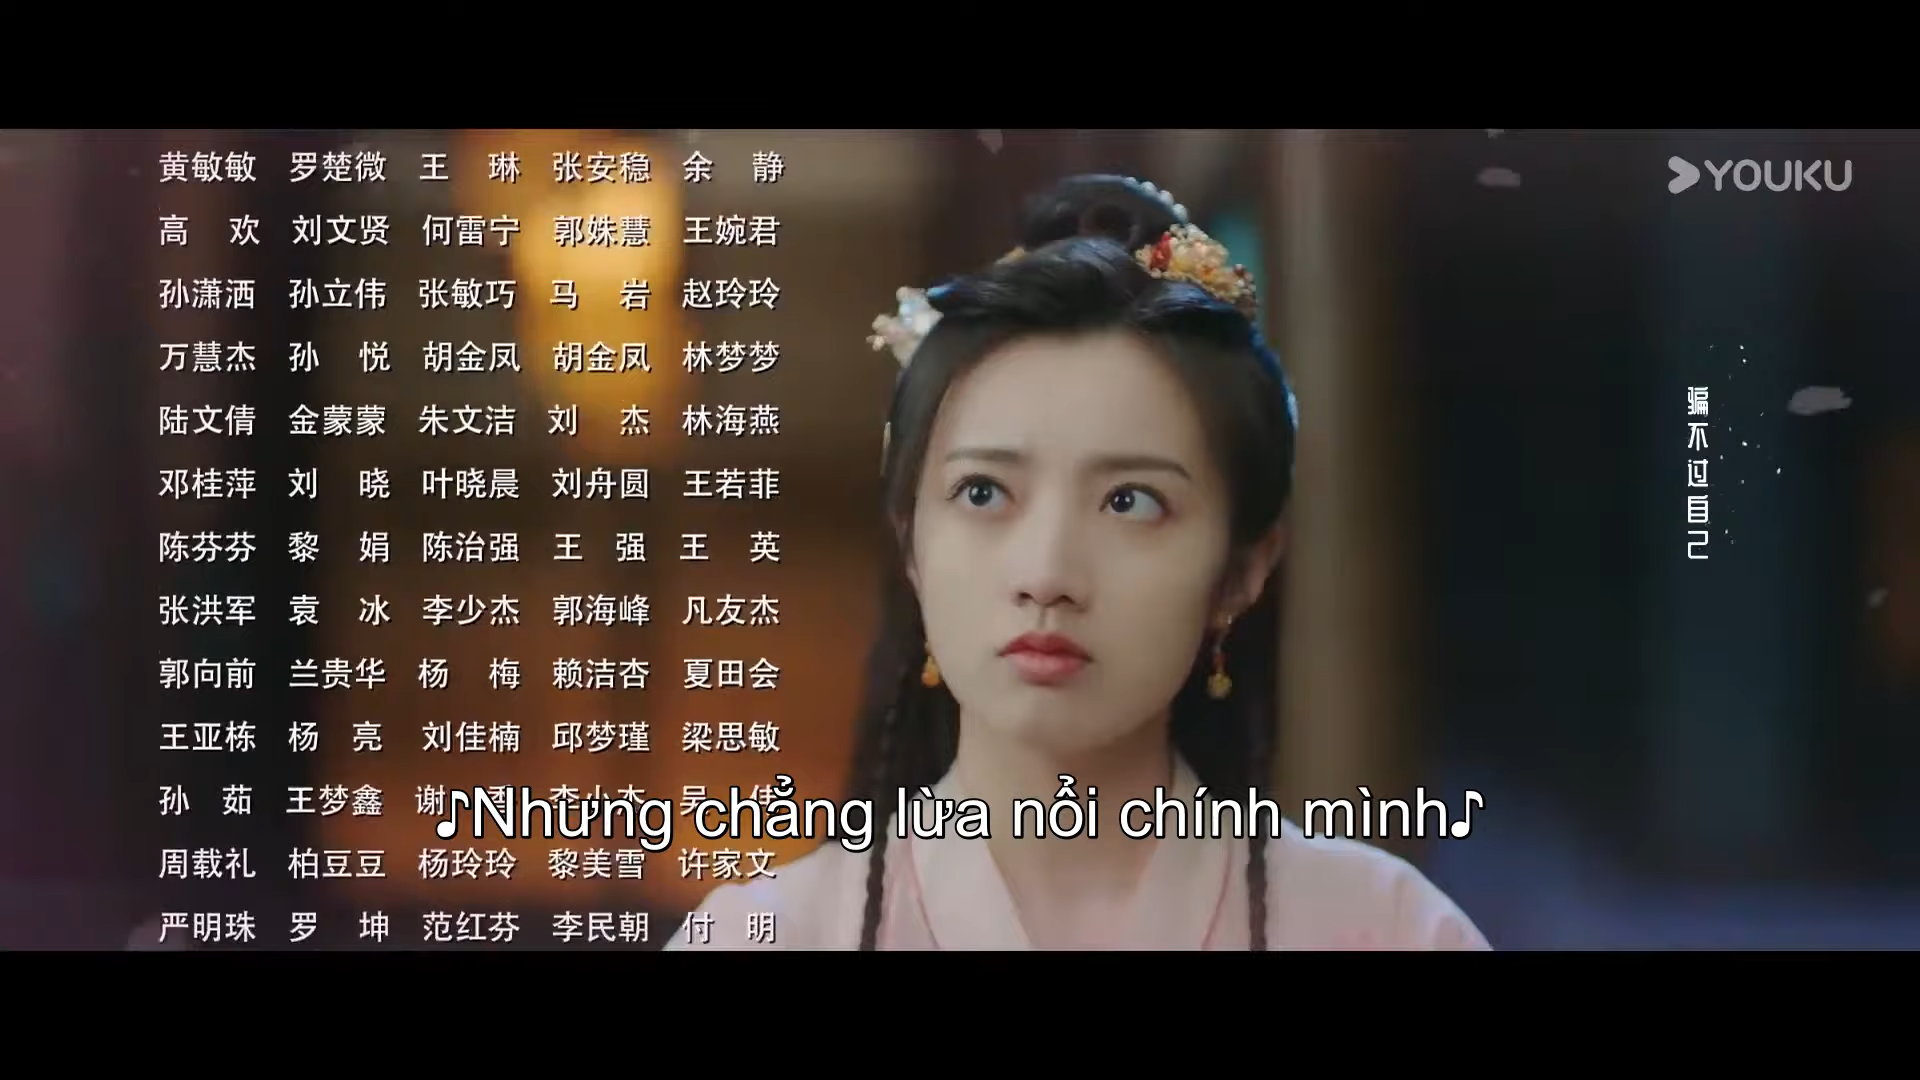 黄敏敏 罗楚微 王琳 张安稳 余静
YOUKU
高欢 刘文贤 何雷宁 郭姝慧 王婉君
孙潇洒 孙立伟 张敏巧 马岩 赵玲玲
万慧杰 孙悦 胡金凤 胡金凤 林梦梦
陆文倩 金蒙蒙 朱文洁 刘杰 林海燕
骗不过自己
邓桂萍 刘晓 叶晓晨 刘舟圆 王若菲
陈芬芬 黎娟 陈治强 王强 王英
张洪军 袁冰 李少杰 郭海峰 凡友杰
郭向前 兰贵华 杨梅 赖洁杏 夏田会
王亚栋 杨亮 刘佳楠 邱梦瑾 梁思敏
孙茹 王梦鑫 谢
♪Nhưng chẳng lừa nổi chính mình♪
周载礼 柏豆豆 杨玲玲 黎美雪 许家文
严明珠 罗坤 范红芬 李民朝 付明